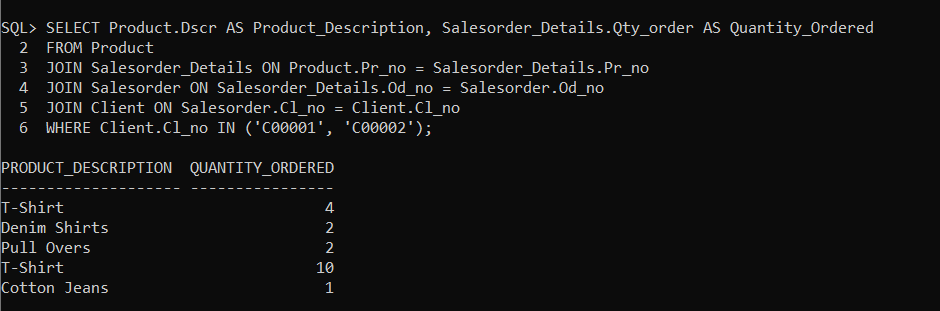 SQL> SELECT Product.Dscr AS Product_Description, Salesorder_Details.Qty_order AS Quantity_Ordered
  2  FROM Product
  3  JOIN Salesorder_Details ON Product.Pr_no = Salesorder_Details.Pr_no
  4  JOIN Salesorder ON Salesorder_Details.Od_no = Salesorder.Od_no
  5  JOIN Client ON Salesorder.Cl_no = Client.Cl_no
  6  WHERE Client.Cl_no IN ('C00001', 'C00002');

PRODUCT_DESCRIPTION  QUANTITY_ORDERED
-------------------- ----------------
T-Shirt                             4
Denim Shirts                        2
Pull Overs                          2
T-Shirt                            10
Cotton Jeans                        1